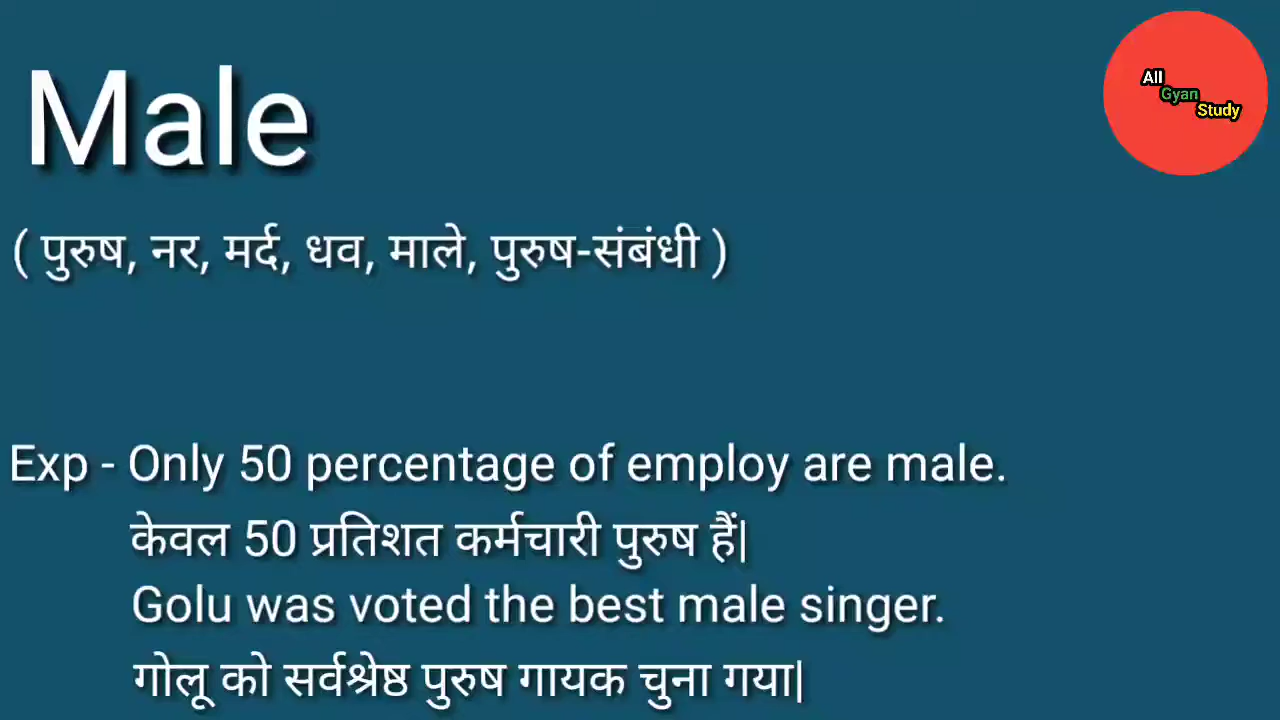 All
Gyan
Study
Male
( पुरुष, नर, मर्द, धव, माले, पुरुष-संबंधी )
Exp - Only 50 percentage of employ are male.
केवल 50 प्रतिशत कर्मचारी पुरुष हैं|
Golu was voted the best male singer.
गोलू को सर्वश्रेष्ठ पुरुष गायक चुना गया|